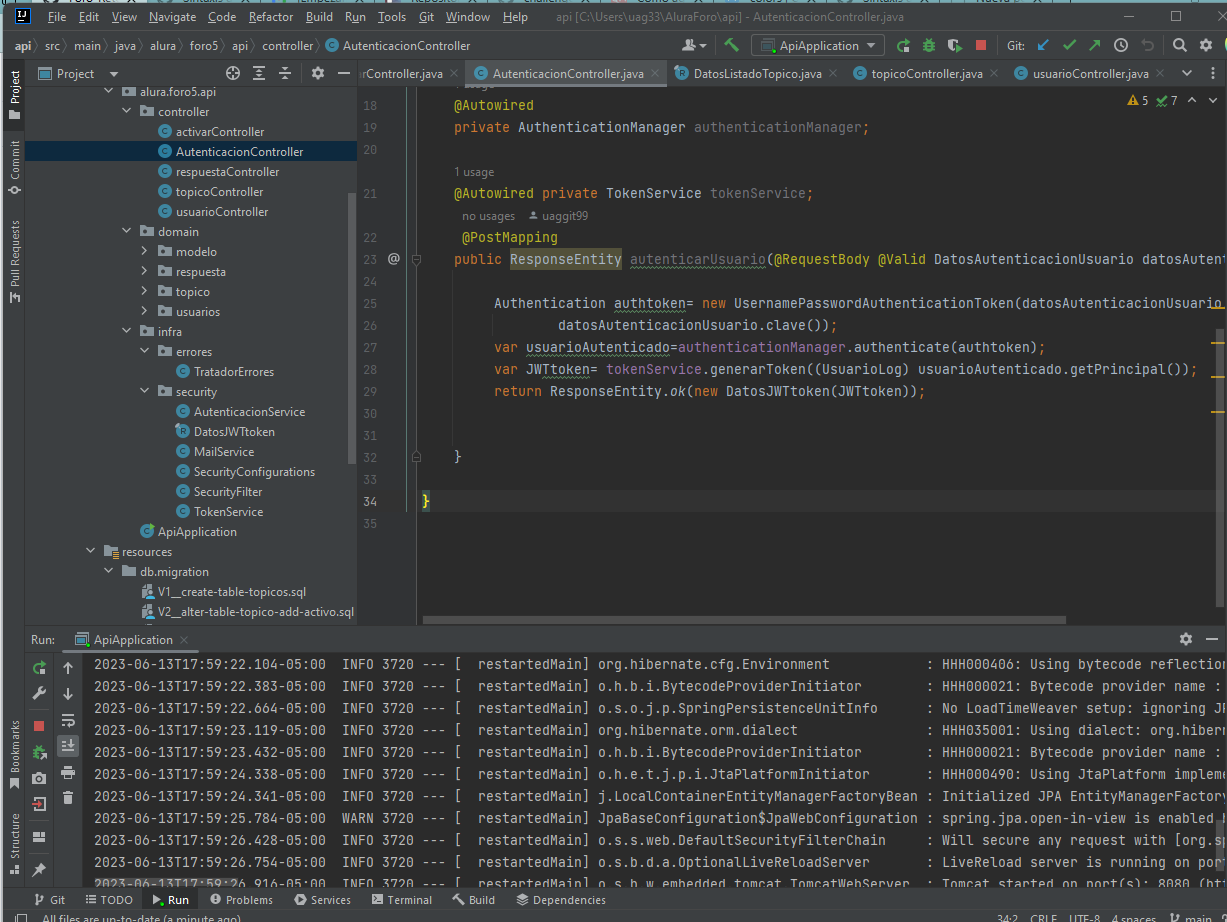 File Edit View Navigate Code Refactor Build Run Tools Git Window Help api [C:\Users\uag33\AluraForo\api] - AutenticacionController.java
api src main java alura foro5 api controller AutenticacionController
ApiApplication Git:
Project
rController.java AutenticacionController.java DatosListadoTopico.java topicoController.java usuarioController.java
Project
Commit
Pull Requests
Bookmarks
Structure
alura.foro5.api
controller
activarController
AutenticacionController
respuestaController
topicoController
usuarioController
domain
modelo
respuesta
topico
usuarios
infra
errores
TratadorErrores
security
AutenticacionService
DatosJWTtoken
MailService
SecurityConfigurations
SecurityFilter
TokenService
ApiApplication
resources
db.migration
V1__create-table-topicos.sql
V2__alter-table-topico-add-activo.sql
5 7
18 @Autowired
19 private AuthenticationManager authenticationManager;
20
1 usage
21 @Autowired private TokenService tokenService;
no usages uaggit99
22 @PostMapping
23 @ public ResponseEntity autenticarUsuario(@RequestBody @Valid DatosAutenticacionUsuario datosAuten
24
25 Authentication authtoken= new UsernamePasswordAuthenticationToken(datosAutenticacionUsuario
26 datosAutenticacionUsuario.clave());
27 var usuarioAutenticado=authenticationManager.authenticate(authtoken);
28 var JWTtoken= tokenService.generarToken((UsuarioLog) usuarioAutenticado.getPrincipal());
29 return ResponseEntity.ok(new DatosJWTtoken(JWTtoken));
30
31
32 }
33
34 }
35
Run: ApiApplication
2023-06-13T17:59:22.104-05:00 INFO 3720 --- [ restartedMain] org.hibernate.cfg.Environment : HHH000406: Using bytecode reflection
2023-06-13T17:59:22.383-05:00 INFO 3720 --- [ restartedMain] o.h.b.i.BytecodeProviderInitiator : HHH000021: Bytecode provider name :
2023-06-13T17:59:22.664-05:00 INFO 3720 --- [ restartedMain] o.s.o.j.p.SpringPersistenceUnitInfo : No LoadTimeWeaver setup: ignoring JP
2023-06-13T17:59:23.119-05:00 INFO 3720 --- [ restartedMain] org.hibernate.orm.dialect : HHH035001: Using dialect: org.hibern
2023-06-13T17:59:23.432-05:00 INFO 3720 --- [ restartedMain] o.h.b.i.BytecodeProviderInitiator : HHH000021: Bytecode provider name :
2023-06-13T17:59:24.338-05:00 INFO 3720 --- [ restartedMain] o.h.e.t.j.p.i.JtaPlatformInitiator : HHH000490: Using JtaPlatform impleme
2023-06-13T17:59:24.341-05:00 INFO 3720 --- [ restartedMain] j.LocalContainerEntityManagerFactoryBean : Initialized JPA EntityManagerFactory
2023-06-13T17:59:25.784-05:00 WARN 3720 --- [ restartedMain] JpaBaseConfiguration$JpaWebConfiguration : spring.jpa.open-in-view is enabled b
2023-06-13T17:59:26.428-05:00 INFO 3720 --- [ restartedMain] o.s.s.web.DefaultSecurityFilterChain : Will secure any request with [org.sp
2023-06-13T17:59:26.754-05:00 INFO 3720 --- [ restartedMain] o.s.b.d.a.OptionalLiveReloadServer : LiveReload server is running on por
2023-06-13T17:59:26.916-05:00 INFO 3720 --- [ restartedMain] o.s.b.w.embedded.tomcat.TomcatWebServer : Tomcat started on port(s): 8080 (ht
Git TODO Run Problems Services Terminal Build Dependencies
All files are up-to-date (a minute ago) 34:2 CRLF UTF-8 4 spaces main